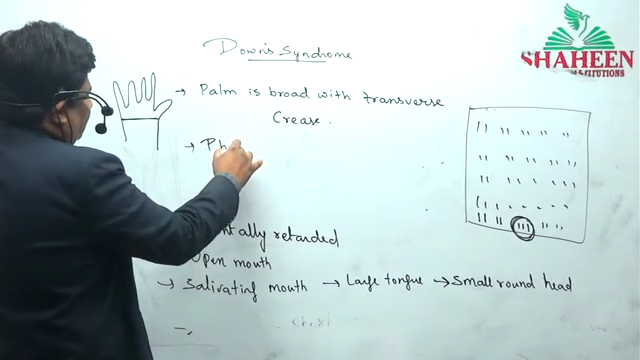 Down's Syndrome
SHAHEEN
→ Palm is broad with transverse
Crease.
→ Ph
retarded
Open mouth
→ Salivating mouth → Large tongue → Small round head